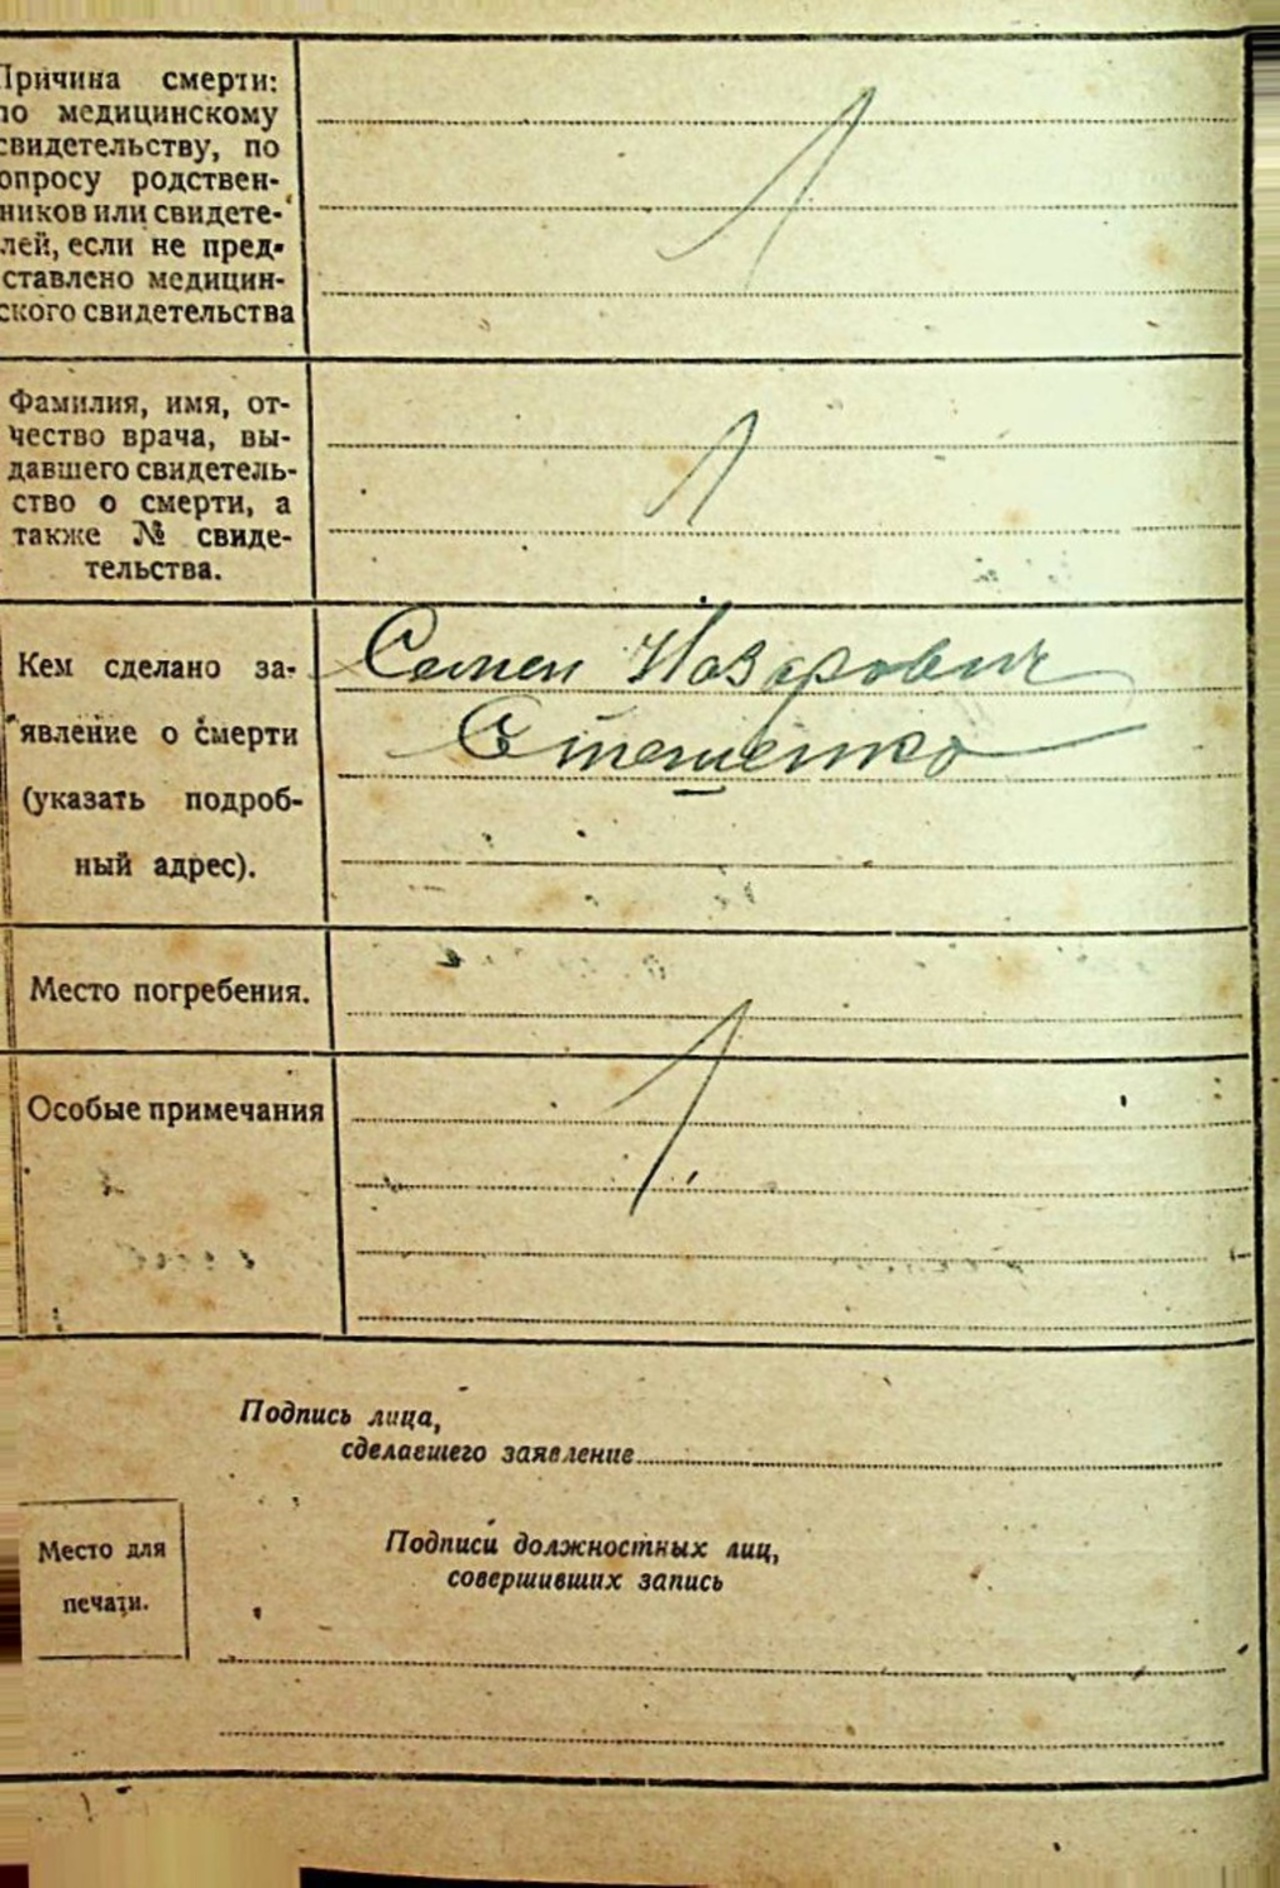 Причина смерти:
по медицинскому
свидетельству, по
опросу родствен-
ников или свидете-
лей, если не пред-
ставлено медицин-
ского свидетельства
Фамилия, имя, от-
чество врача, вы-
давшего свидетель-
ство о смерти, а
также № свиде-
тельства.
Кем сделано за-
явление о смерти
(указать подроб-
ный адрес).
Семен Назарович
Стешенко
Место погребения.
Особые примечания
Подпись лица,
сделавшего заявление
Место для
печати.
Подписи должностных лиц,
совершивших запись